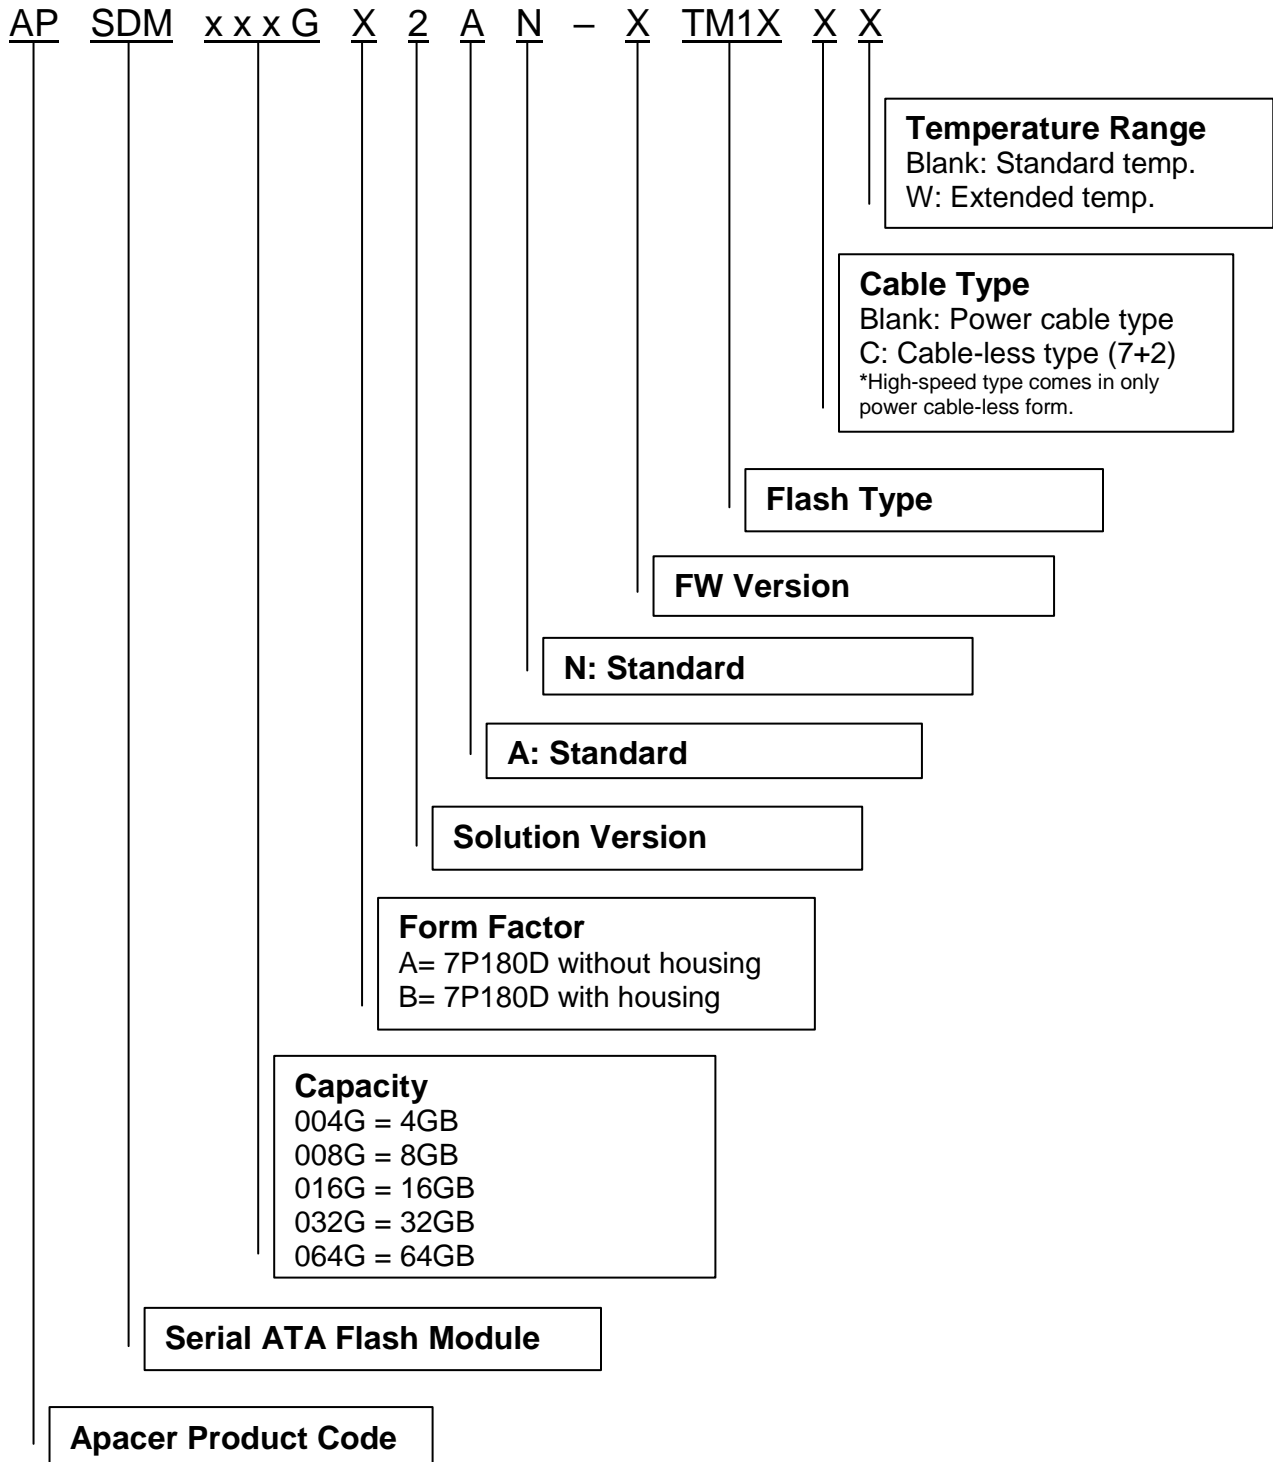 AP SDM x x x G X 2 A N – X TM1X X X
Temperature Range
Blank: Standard temp.
W: Extended temp.
Cable Type
Blank: Power cable type
C: Cable-less type (7+2)
*High-speed type comes in only
power cable-less form.
Flash Type
FW Version
N: Standard
A: Standard
Solution Version
Form Factor
A= 7P180D without housing
B= 7P180D with housing
Capacity
004G = 4GB
008G = 8GB
016G = 16GB
032G = 32GB
064G = 64GB
Serial ATA Flash Module
Apacer Product Code